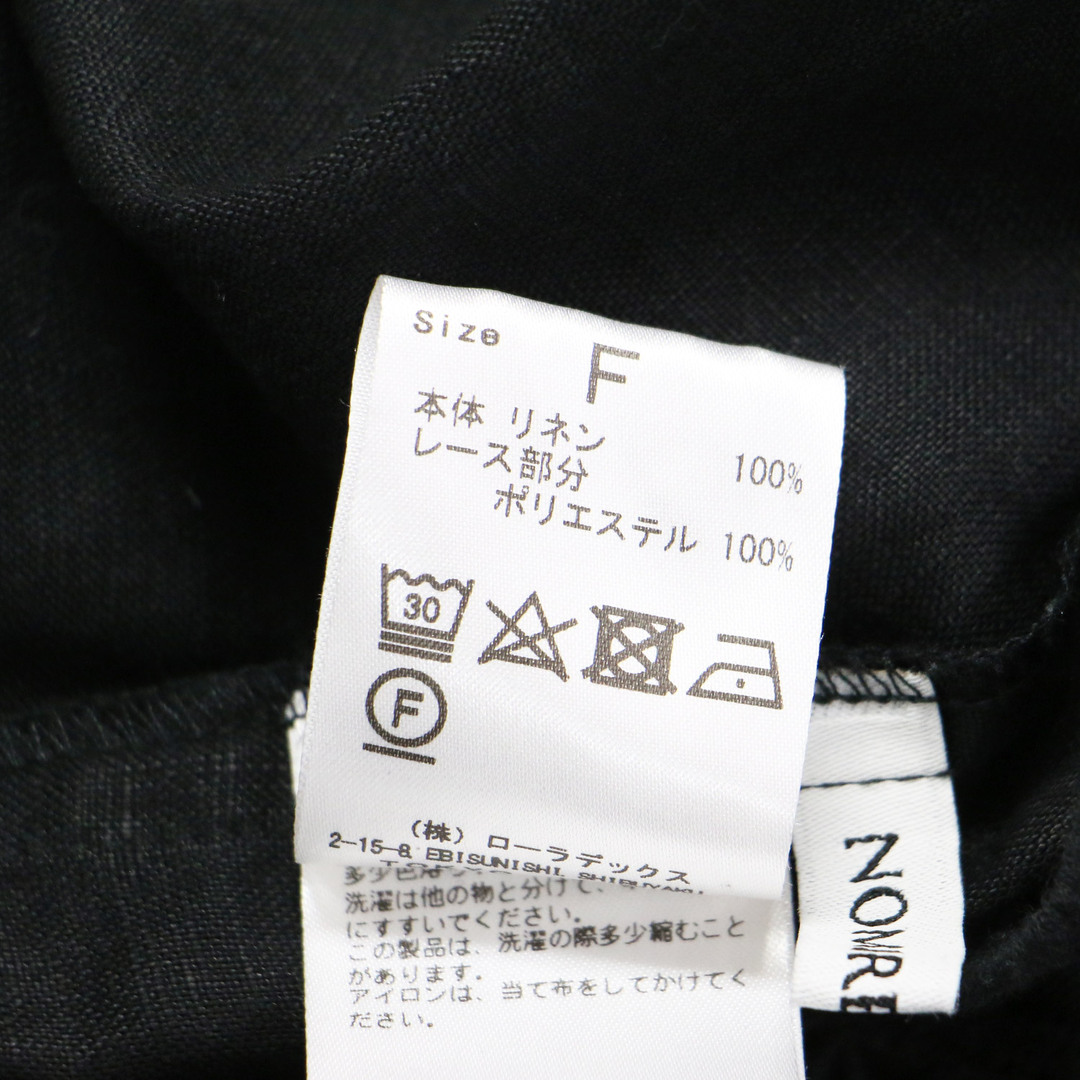 Size F
本体 リネン 100%
レース部分
ポリエステル 100%
30
F
(株) ローラデックス
2-15-8 EBISUNISHI, SHIBUYAKU,
洗濯は他の物と分けて、
にすすいでください。
この製品は、洗濯の際多少縮むこと
があります。
アイロンは、当て布をしてかけてく
ださい。
NOMRE